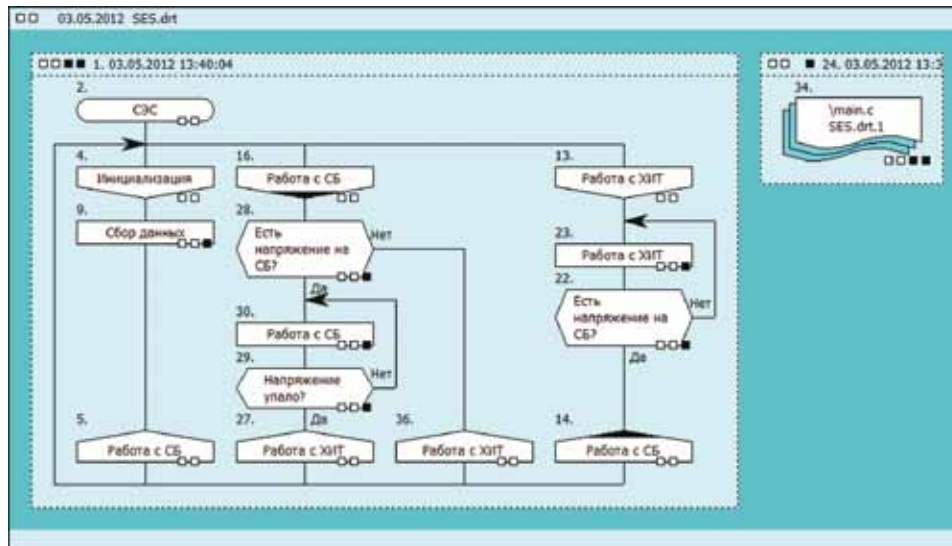 03.05.2012 SES.drt
1. 03.05.2012 13:40:04
2.
СЭС
4.
Инициализация
9.
Сбор данных
5.
Работа с СБ
16.
Работа с СБ
28.
Есть
напряжение на
СБ?
Нет
Да
30.
Работа с СБ
29.
Напряжение
упало?
Нет
Да
27.
Работа с ХИТ
36.
Работа с ХИТ
13.
Работа с ХИТ
23.
Работа с ХИТ
22.
Есть
напряжение на
СБ?
Нет
Да
14.
Работа с СБ
24. 03.05.2012 13:3
34.
\main.c
SES.drt.1